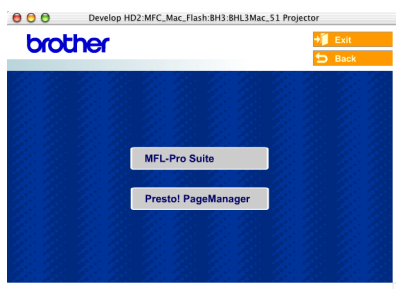 Develop HD2:MFC_Mac_Flash:BH3:BHL3Mac_51 Projector
brother
Exit
Back
MFL-Pro Suite
Presto! PageManager